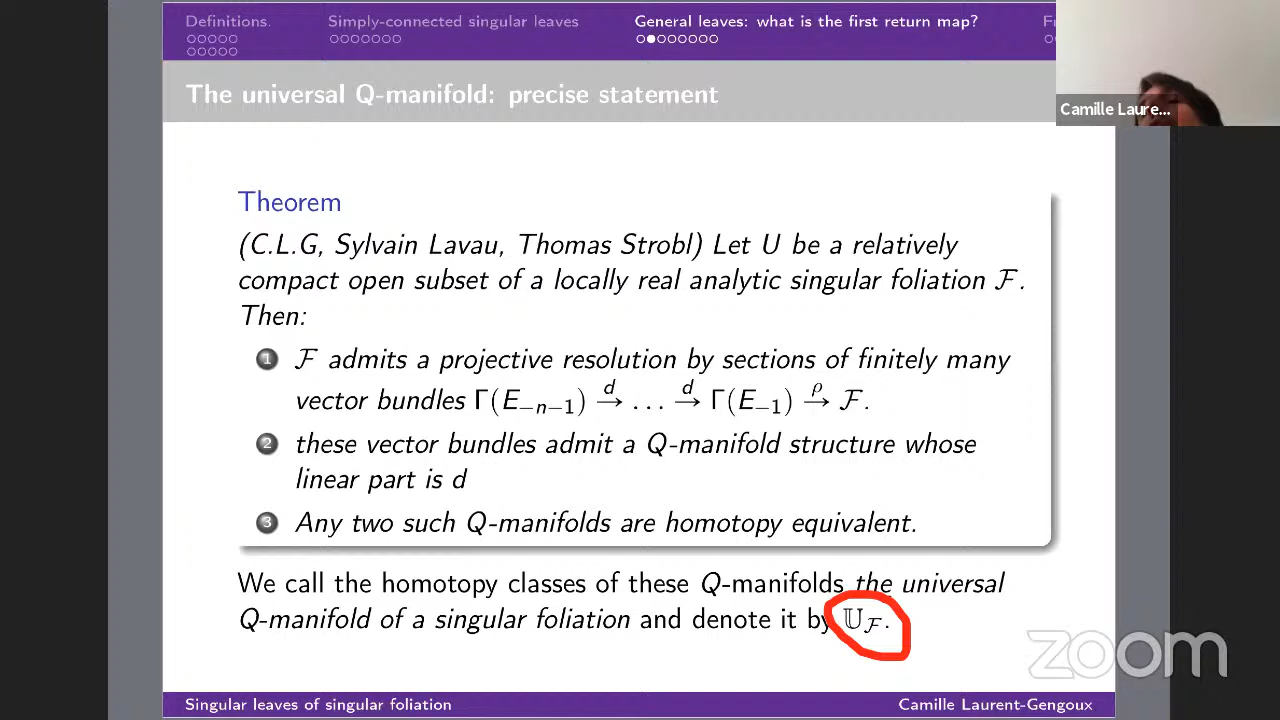 Definitions.
Simply-connected singular leaves
General leaves: what is the first return map?
The universal Q-manifold: precise statement
Camille Laure...
Theorem
(C.L.G, Sylvain Lavau, Thomas Strobl) Let U be a relatively
compact open subset of a locally real analytic singular foliation ℱ.
Then:
1 ℱ admits a projective resolution by sections of finitely many
vector bundles Γ(E₋ₙ₋₁) →ᵈ … →ᵈ Γ(E₋₁) →ᵨ ℱ.
2 these vector bundles admit a Q-manifold structure whose
linear part is d
3 Any two such Q-manifolds are homotopy equivalent.
We call the homotopy classes of these Q-manifolds the universal
Q-manifold of a singular foliation and denote it by 𝕌_ℱ.
zoom
Singular leaves of singular foliation
Camille Laurent-Gengoux